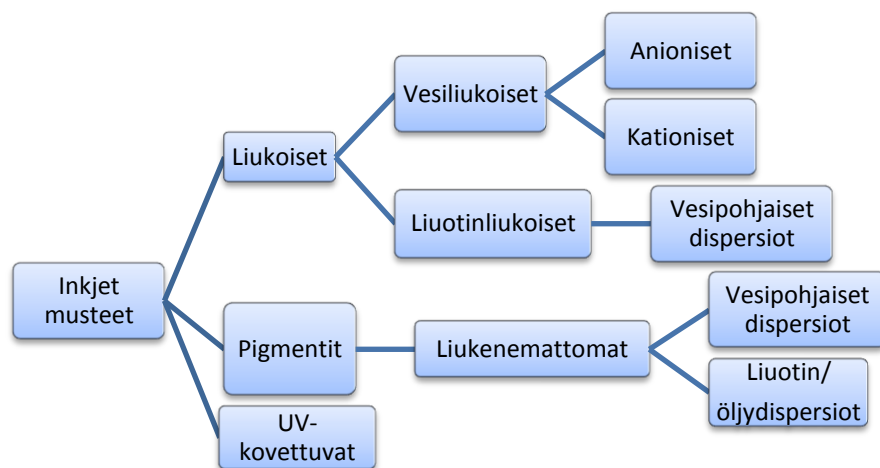 Inkjet
musteet
Liukoiset
Vesiliukoiset
Anioniset
Kationiset
Liuotinliukoiset
Vesipohjaiset
dispersiot
Pigmentit
Liukenemattomat
Vesipohjaiset
dispersiot
Liuotin/
öljydispersiot
UV-
kovettuvat